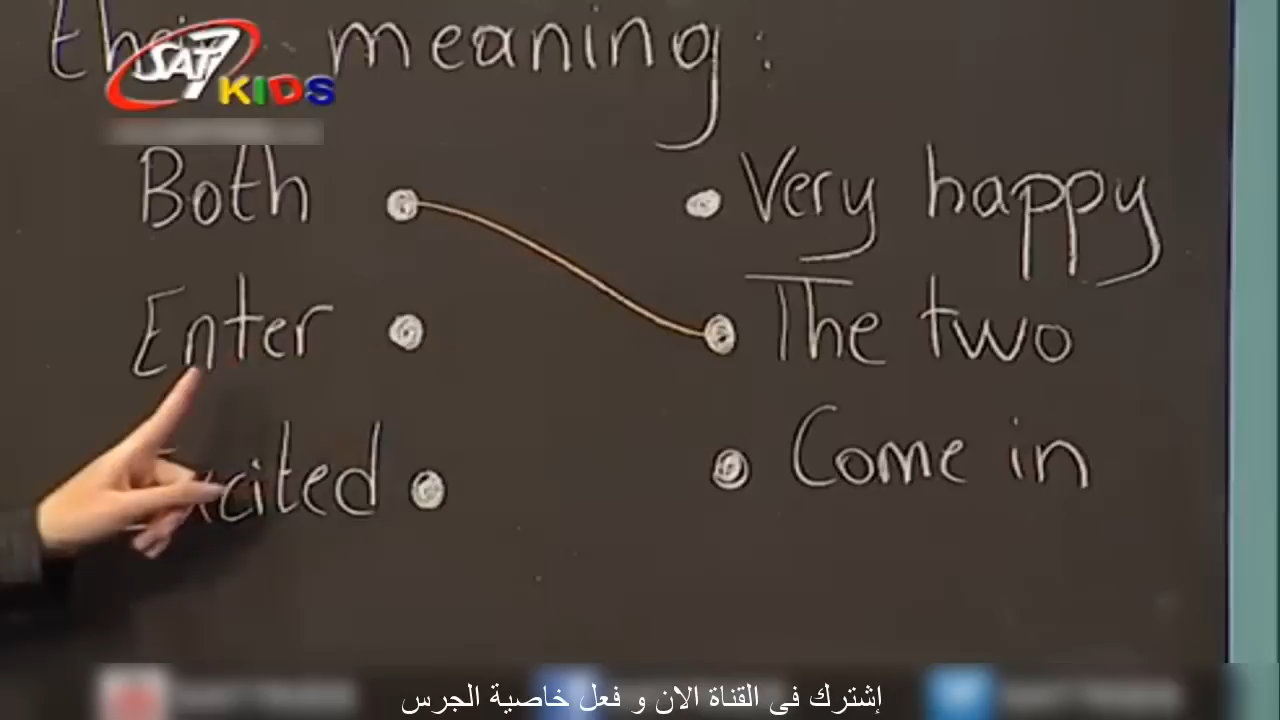 their meaning:
SAT7
KIDS
Both
Very happy
Enter
The two
Excited
Come in
إشترك فى القناة الان و فعل خاصية الجرس